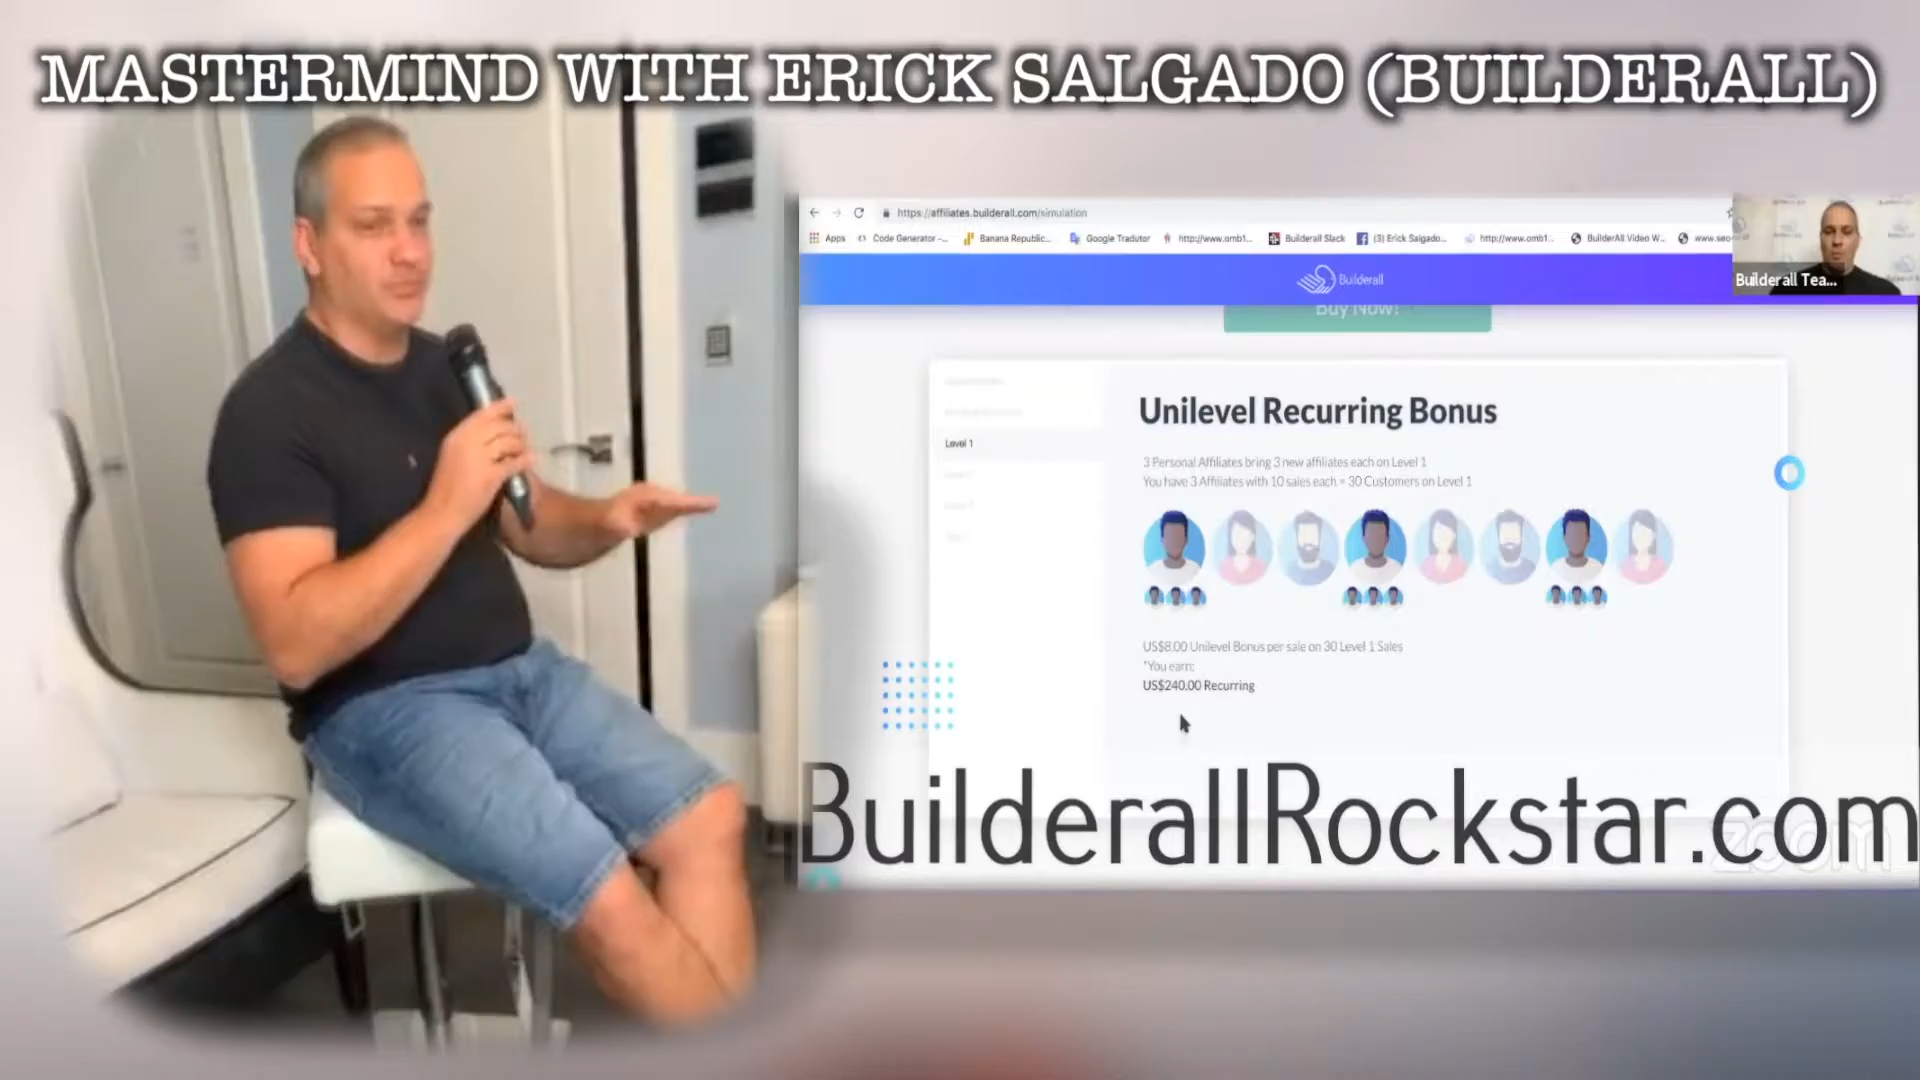 MASTERMIND WITH ERICK SALGADO (BUILDERALL)
https://affiliates.builderall.com/simulation
Apps Code Generator -... Banana Republic... Google Tradutor http://www.omb1... Builderall Slack (3) Erick Salgado... http://www.omb1... BuilderAll Video W...
Builderall
Builderall Tea...
Buy Now!
Unilevel Recurring Bonus
Level 1
3 Personal Affiliates bring 3 new affiliates each on Level 1
You have 3 Affiliates with 10 sales each = 30 Customers on Level 1
US$8.00 Unilevel Bonus per sale on 30 Level 1 Sales
*You earn:
US$240.00 Recurring
BuilderallRockstar.com
zoom